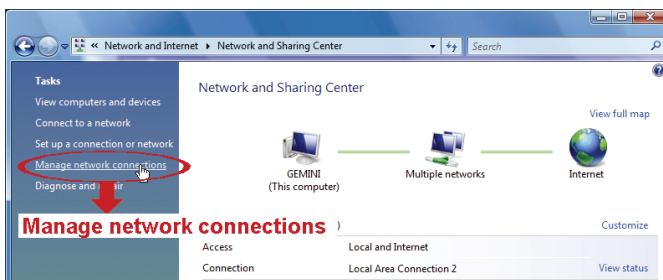 « Network and Internet ▸ Network and Sharing Center
Search
Tasks
View computers and devices
Connect to a network
Set up a connection or network
Manage network connections
Diagnose and
Network and Sharing Center
View full map
GEMINI
(This computer)
Multiple networks
Internet
Manage network connections
)
Customize
Access
Local and Internet
Connection
Local Area Connection 2
View status